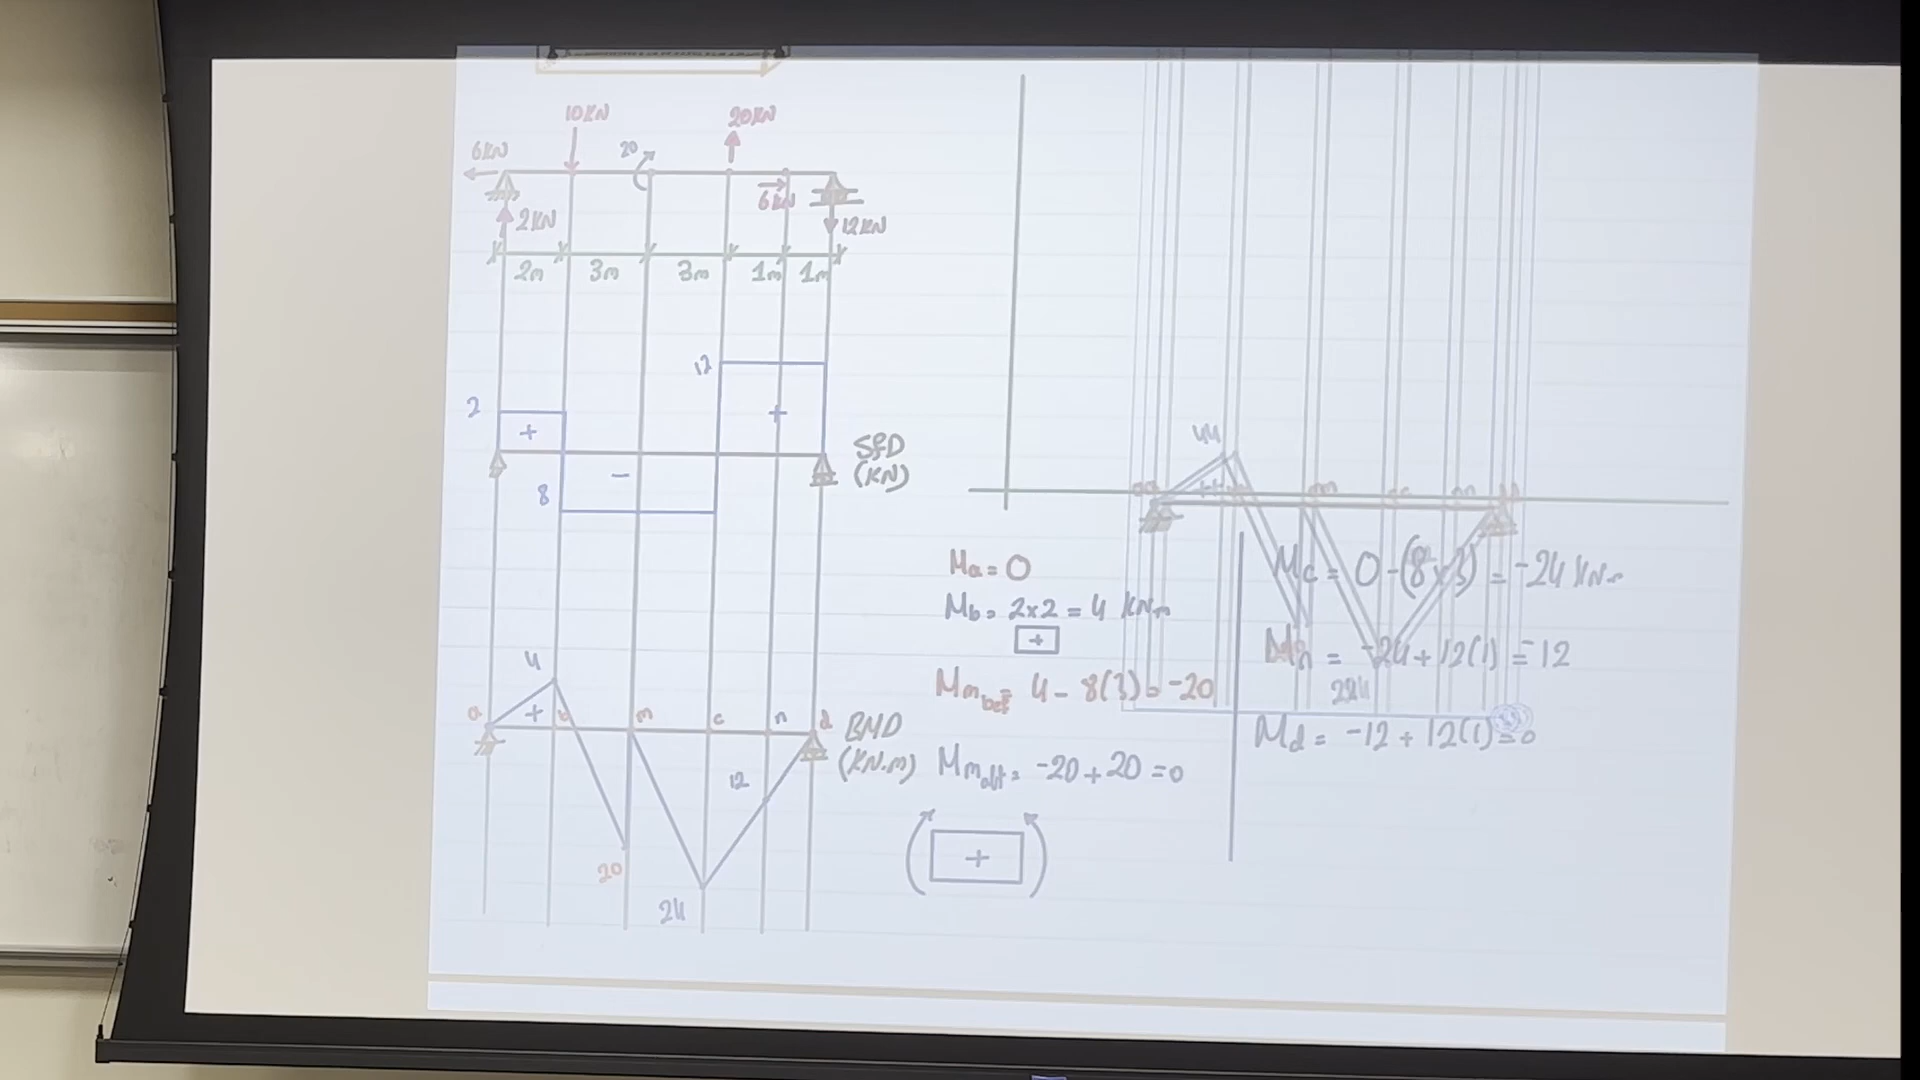 10KN
20KN
20
6KN
6KN
2KN
12KN
2m 3m 3m 1m 1m
12
2
+
+
SFD
(KN)
-
8
Ma = 0
Mb = 2x2 = 4 KNm
+
Mm bef = 4 - 8(3) = -20
Mm aft = -20 + 20 = 0
+
4
+
a b m c n d
BMD
(KN.m)
12
20
24
Mc = 0 - (8x3) = -24 KN.m
Mn = -24 + 12(1) = -12
Md = -12 + 12(1) = 0